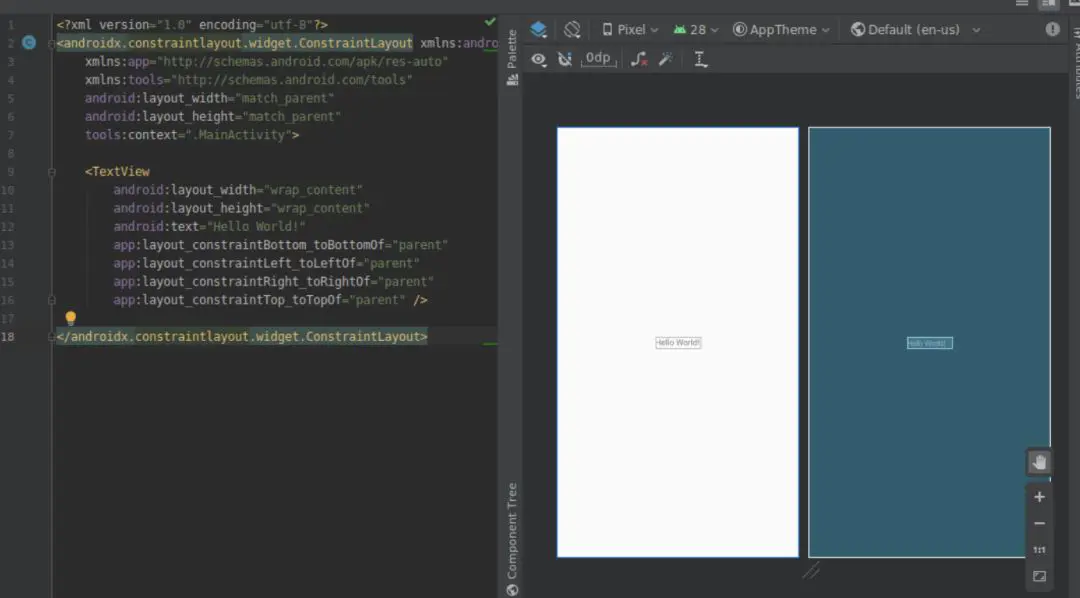 1 <?xml version="1.0" encoding="utf-8"?>
2 <androidx.constraintlayout.widget.ConstraintLayout xmlns:andro
3 xmlns:app="http://schemas.android.com/apk/res-auto"
4 xmlns:tools="http://schemas.android.com/tools"
5 android:layout_width="match_parent"
6 android:layout_height="match_parent"
7 tools:context=".MainActivity">
8
9 <TextView
10 android:layout_width="wrap_content"
11 android:layout_height="wrap_content"
12 android:text="Hello World!"
13 app:layout_constraintBottom_toBottomOf="parent"
14 app:layout_constraintLeft_toLeftOf="parent"
15 app:layout_constraintRight_toRightOf="parent"
16 app:layout_constraintTop_toTopOf="parent" />
17
18 </androidx.constraintlayout.widget.ConstraintLayout>
C
Palette
Component Tree
Pixel 28 AppTheme Default (en-us)
0dp
Hello World!
Hello World!
1:1
Attributes